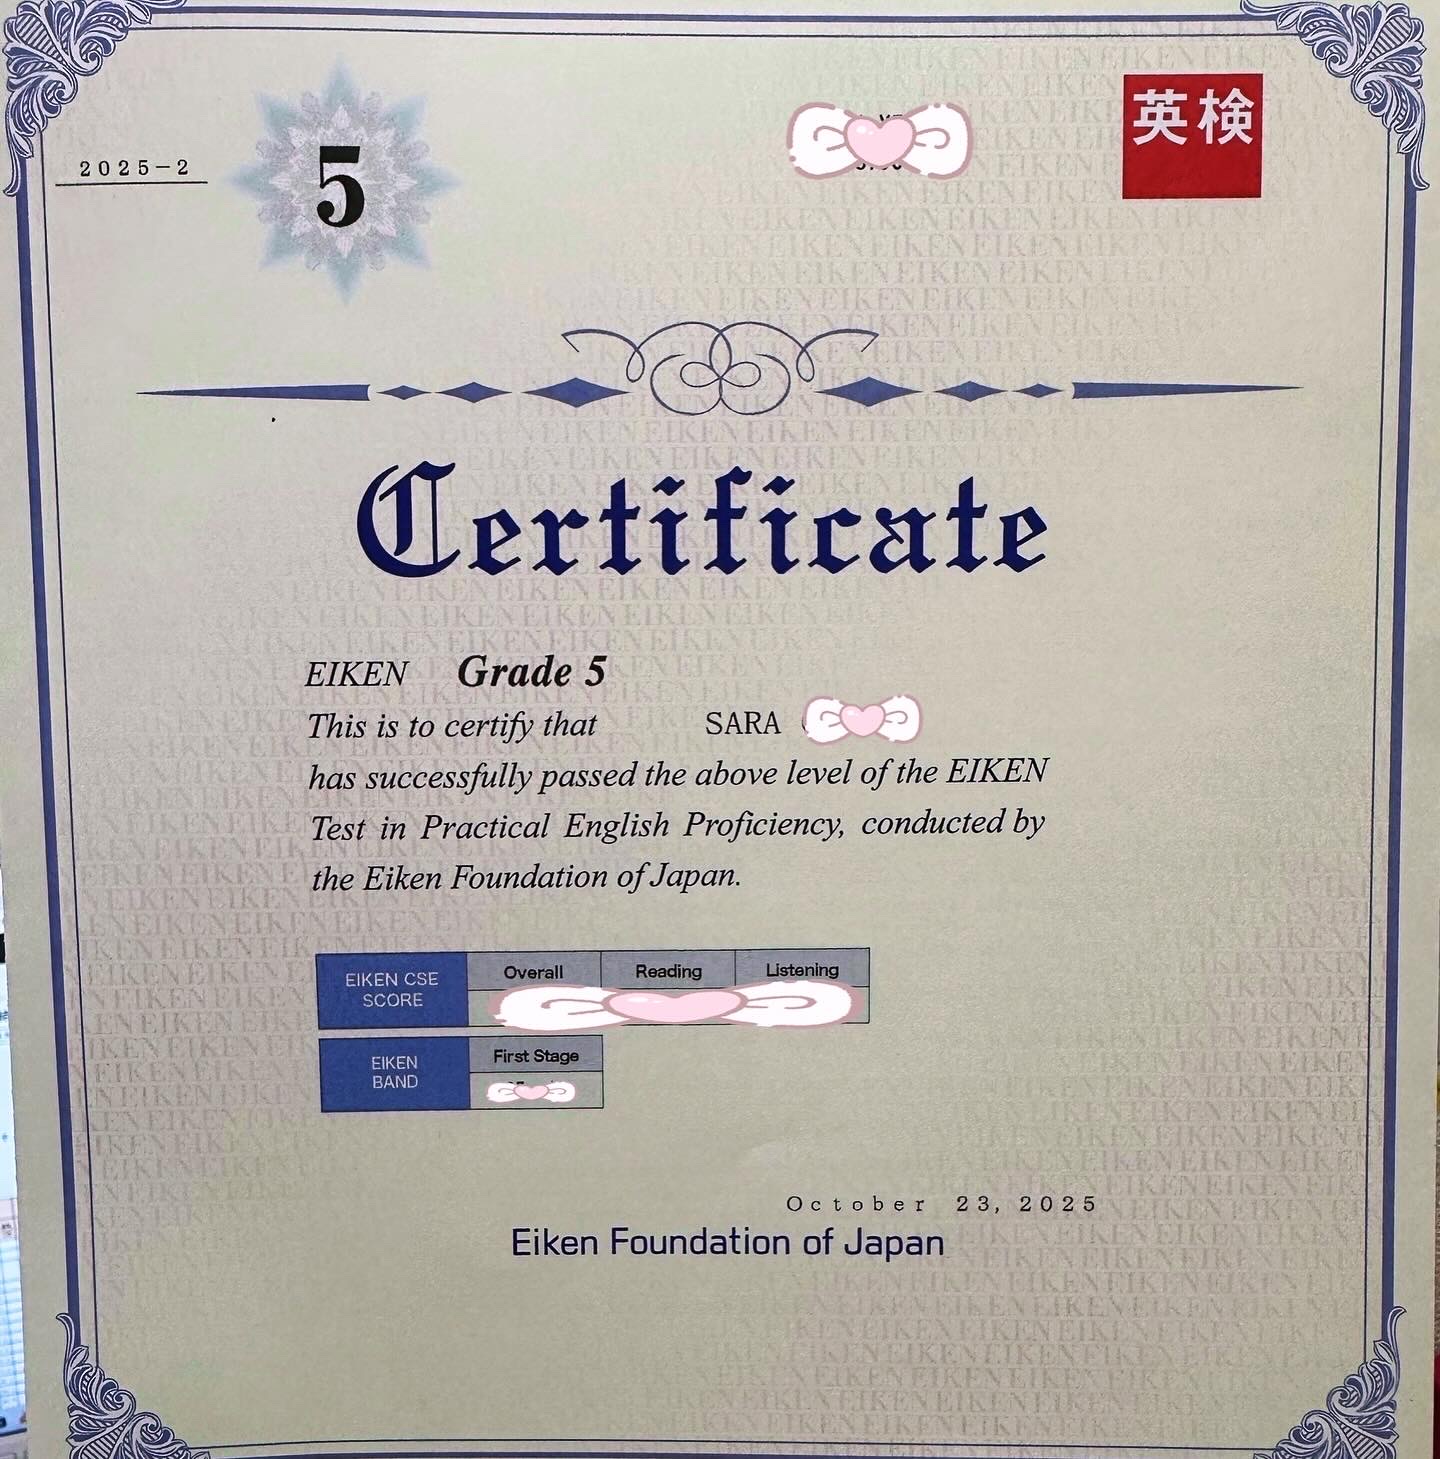 2025-2
5
英検
Certificate
EIKEN Grade 5
This is to certify that SARA
has successfully passed the above level of the EIKEN
Test in Practical English Proficiency, conducted by
the Eiken Foundation of Japan.
EIKEN CSE SCORE
Overall Reading Listening
EIKEN BAND
First Stage
October 23, 2025
Eiken Foundation of Japan